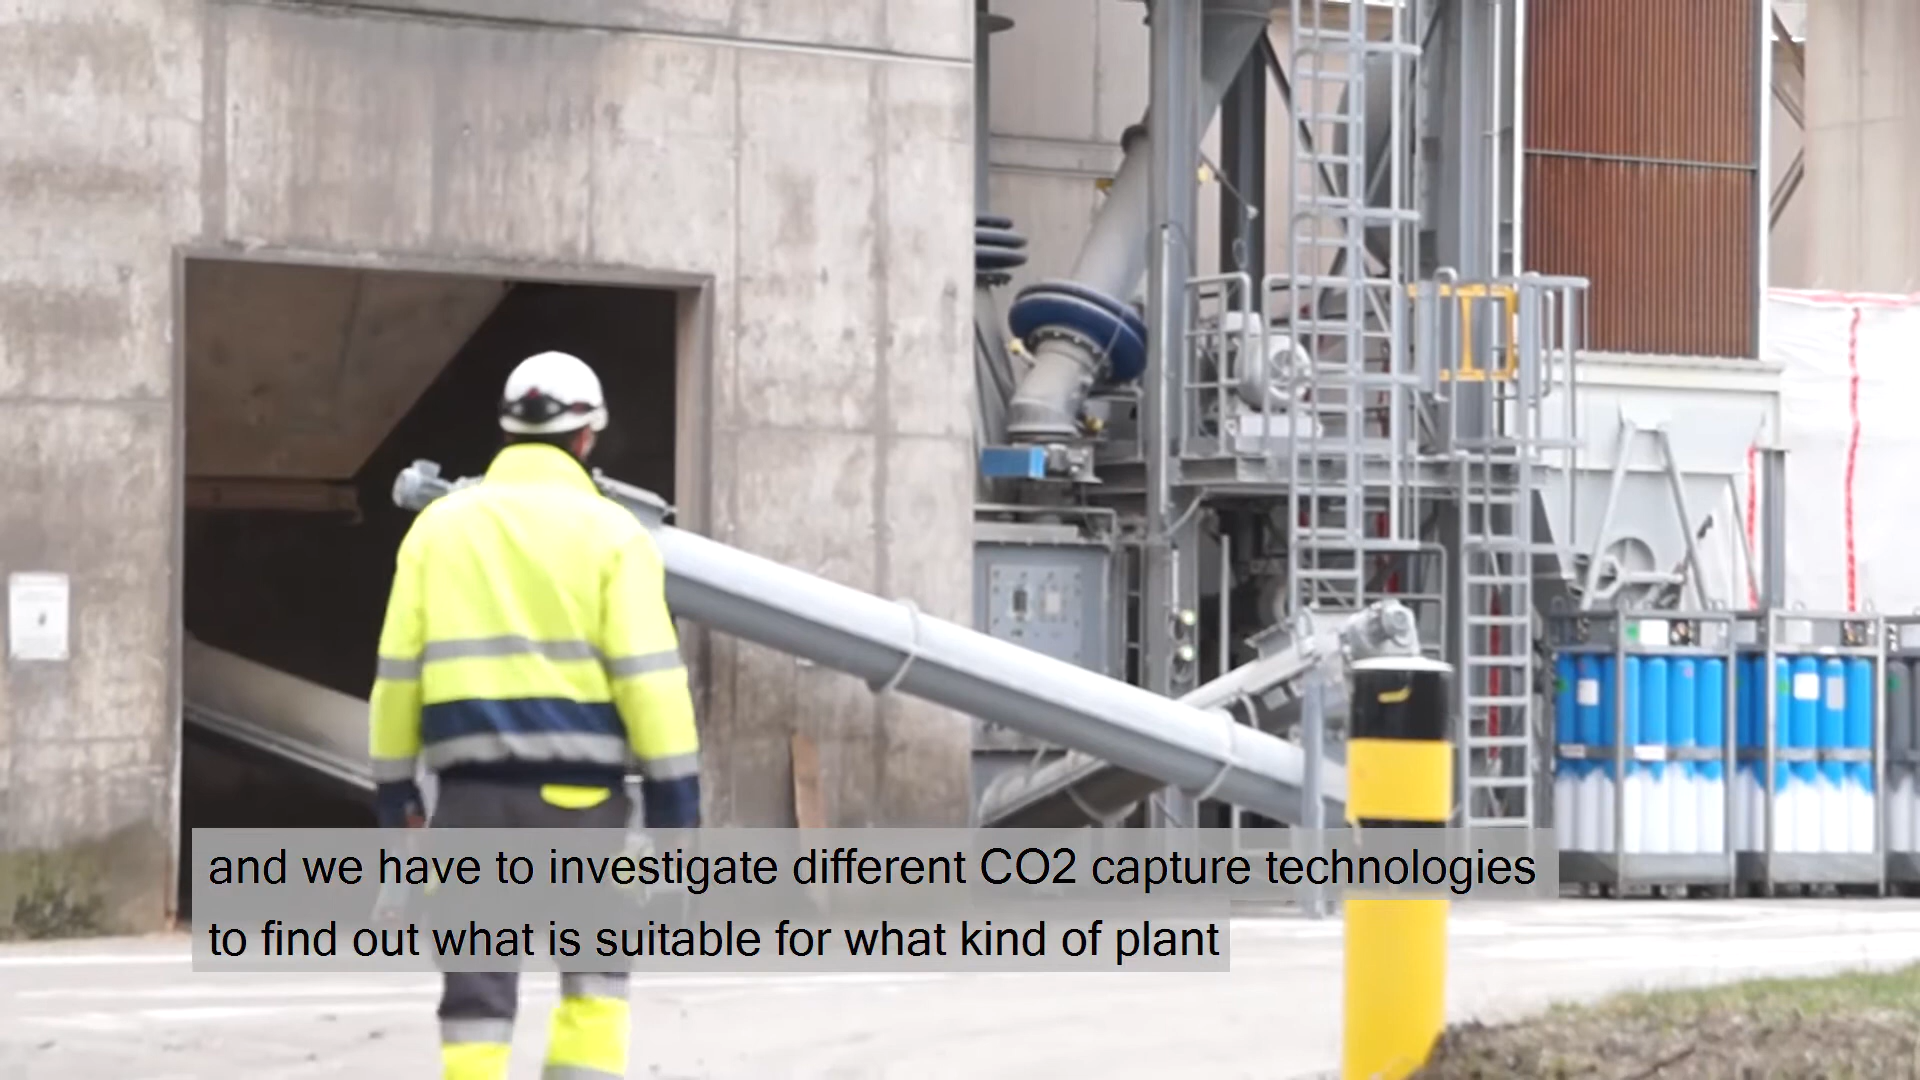 and we have to investigate different CO2 capture technologies
to find out what is suitable for what kind of plant